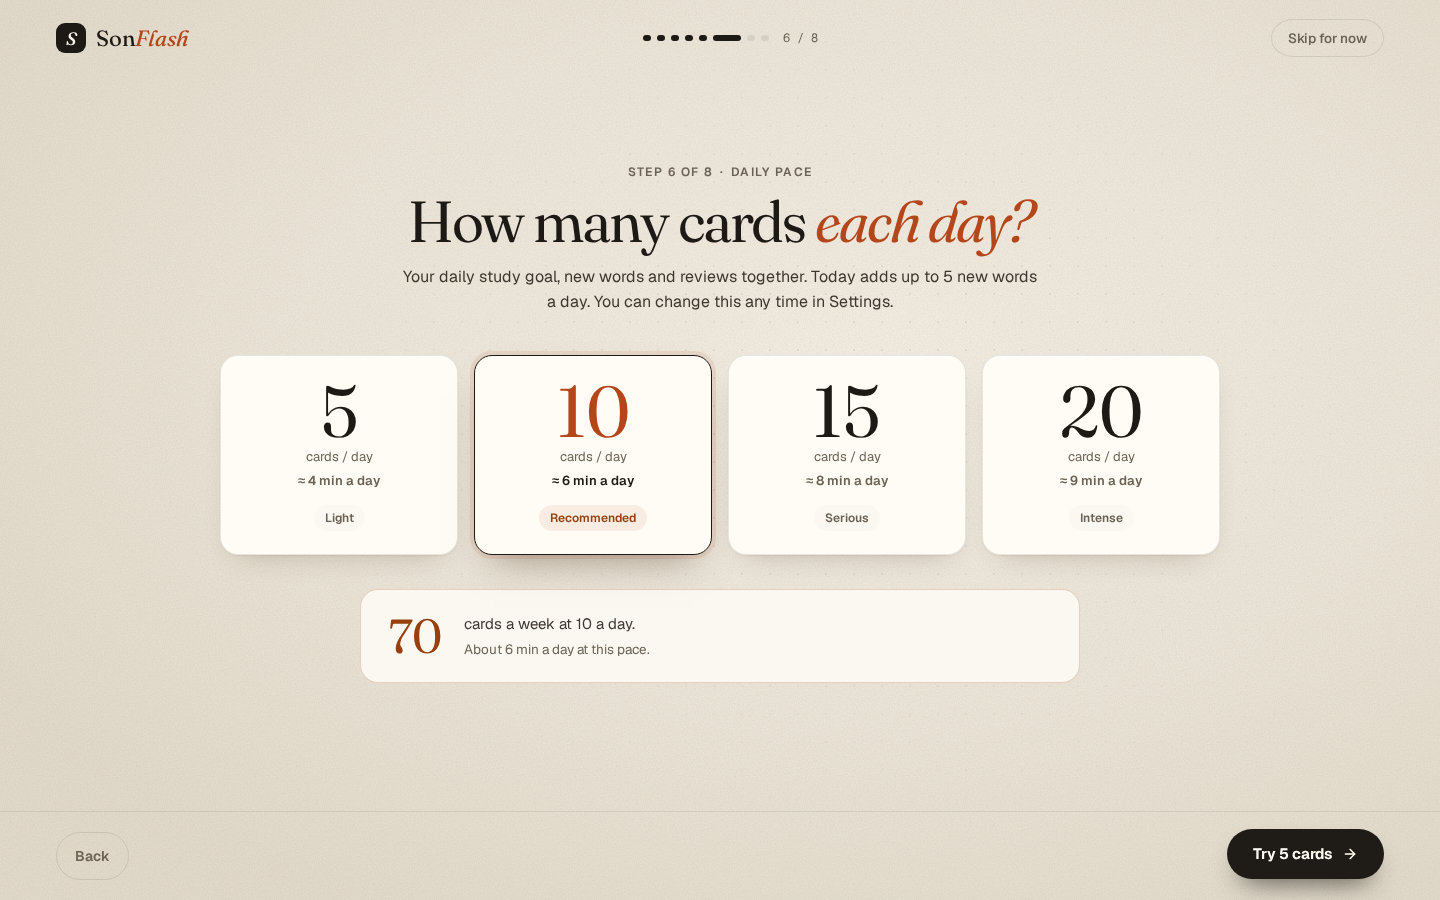 S SonFlash
6 / 8
Skip for now
STEP 6 OF 8 · DAILY PACE
How many cards each day?
Your daily study goal, new words and reviews together. Today adds up to 5 new words
a day. You can change this any time in Settings.
5
cards / day
≈ 4 min a day
Light
10
cards / day
≈ 6 min a day
Recommended
15
cards / day
≈ 8 min a day
Serious
20
cards / day
≈ 9 min a day
Intense
70
cards a week at 10 a day.
About 6 min a day at this pace.
Back
Try 5 cards →